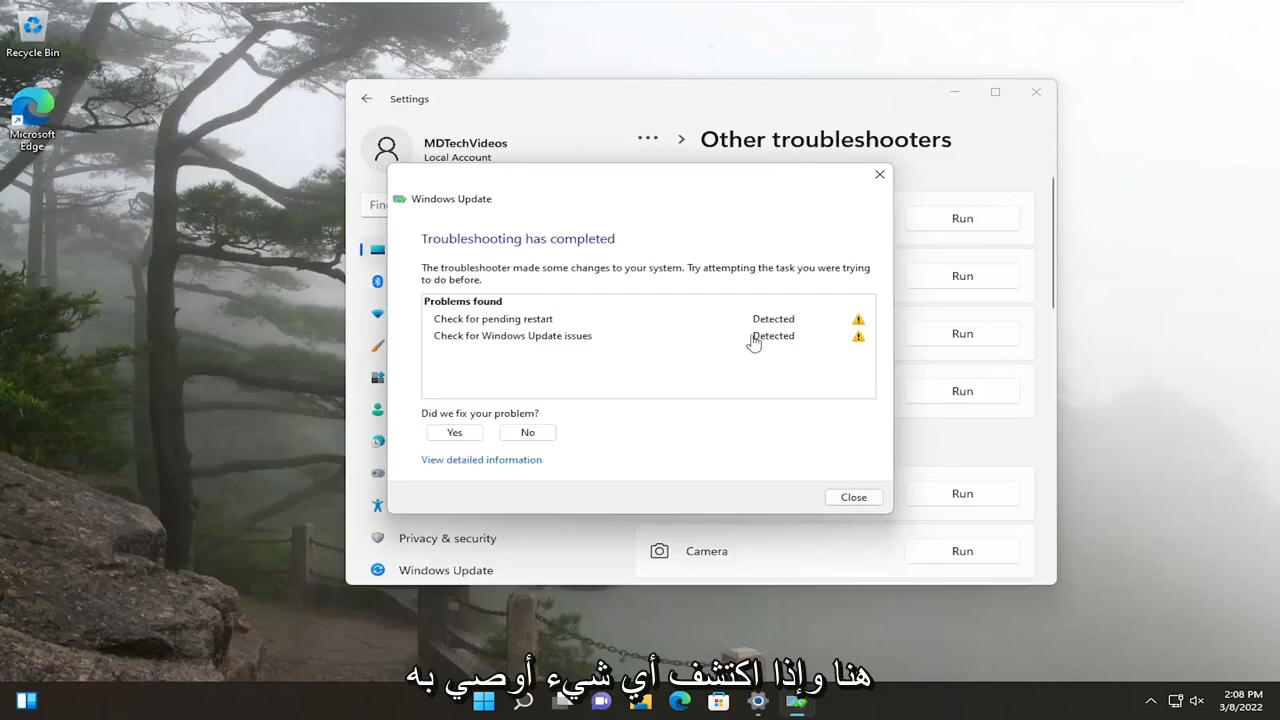 Recycle Bin
Microsoft
Edge
Settings
MDTechVideos
Local Account
Other troubleshooters
Windows Update
Troubleshooting has completed
The troubleshooter made some changes to your system. Try attempting the task you were trying
to do before.
Problems found
Check for pending restart Detected
Check for Windows Update issues Detected
Did we fix your problem?
Yes No
View detailed information
Close
Run
Run
Run
Run
Run
Privacy & security
Camera Run
Windows Update
هنا وإذا اكتشف أي شيء أوصي به
2:08 PM
3/8/2022